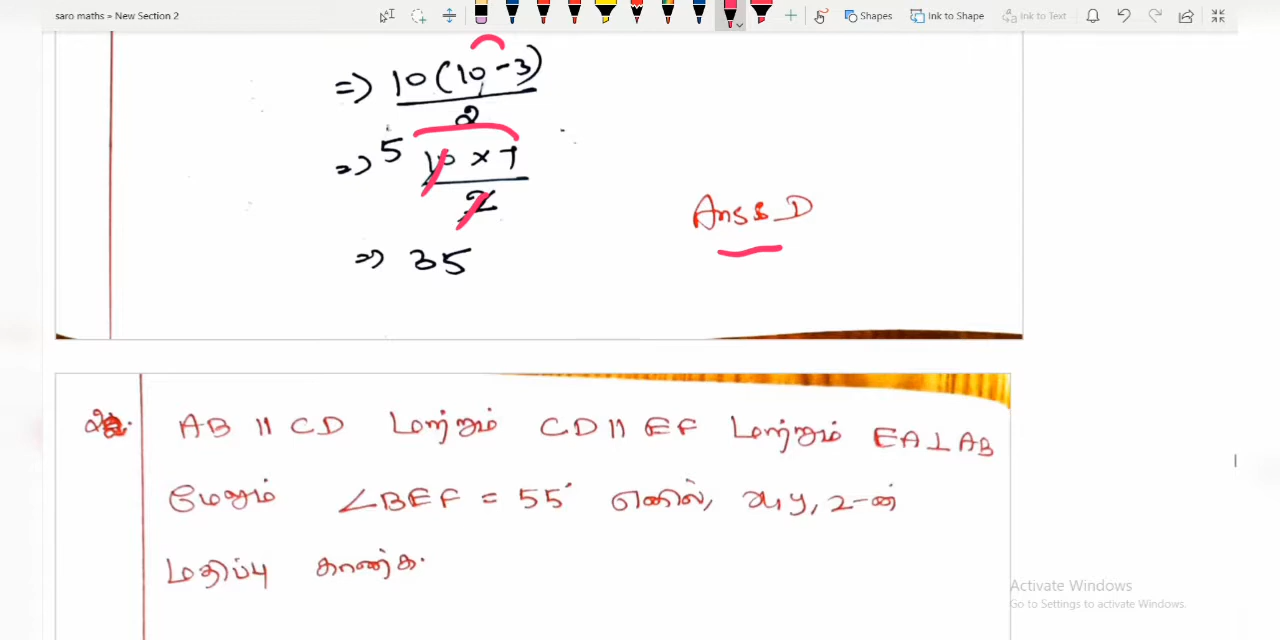 saro maths > New Section 2
Shapes Ink to Shape Ink to Text
=> 10(10-3)
2
=> 5 10 x 7
2
=> 35
Ans: D
AB || CD மற்றும் CD || EF மற்றும் EA ⊥ AB
மேலும் ∠BEF = 55° எனில், x, y, z-ன்
மதிப்பு காண்க.
Activate Windows
Go to Settings to activate Windows.